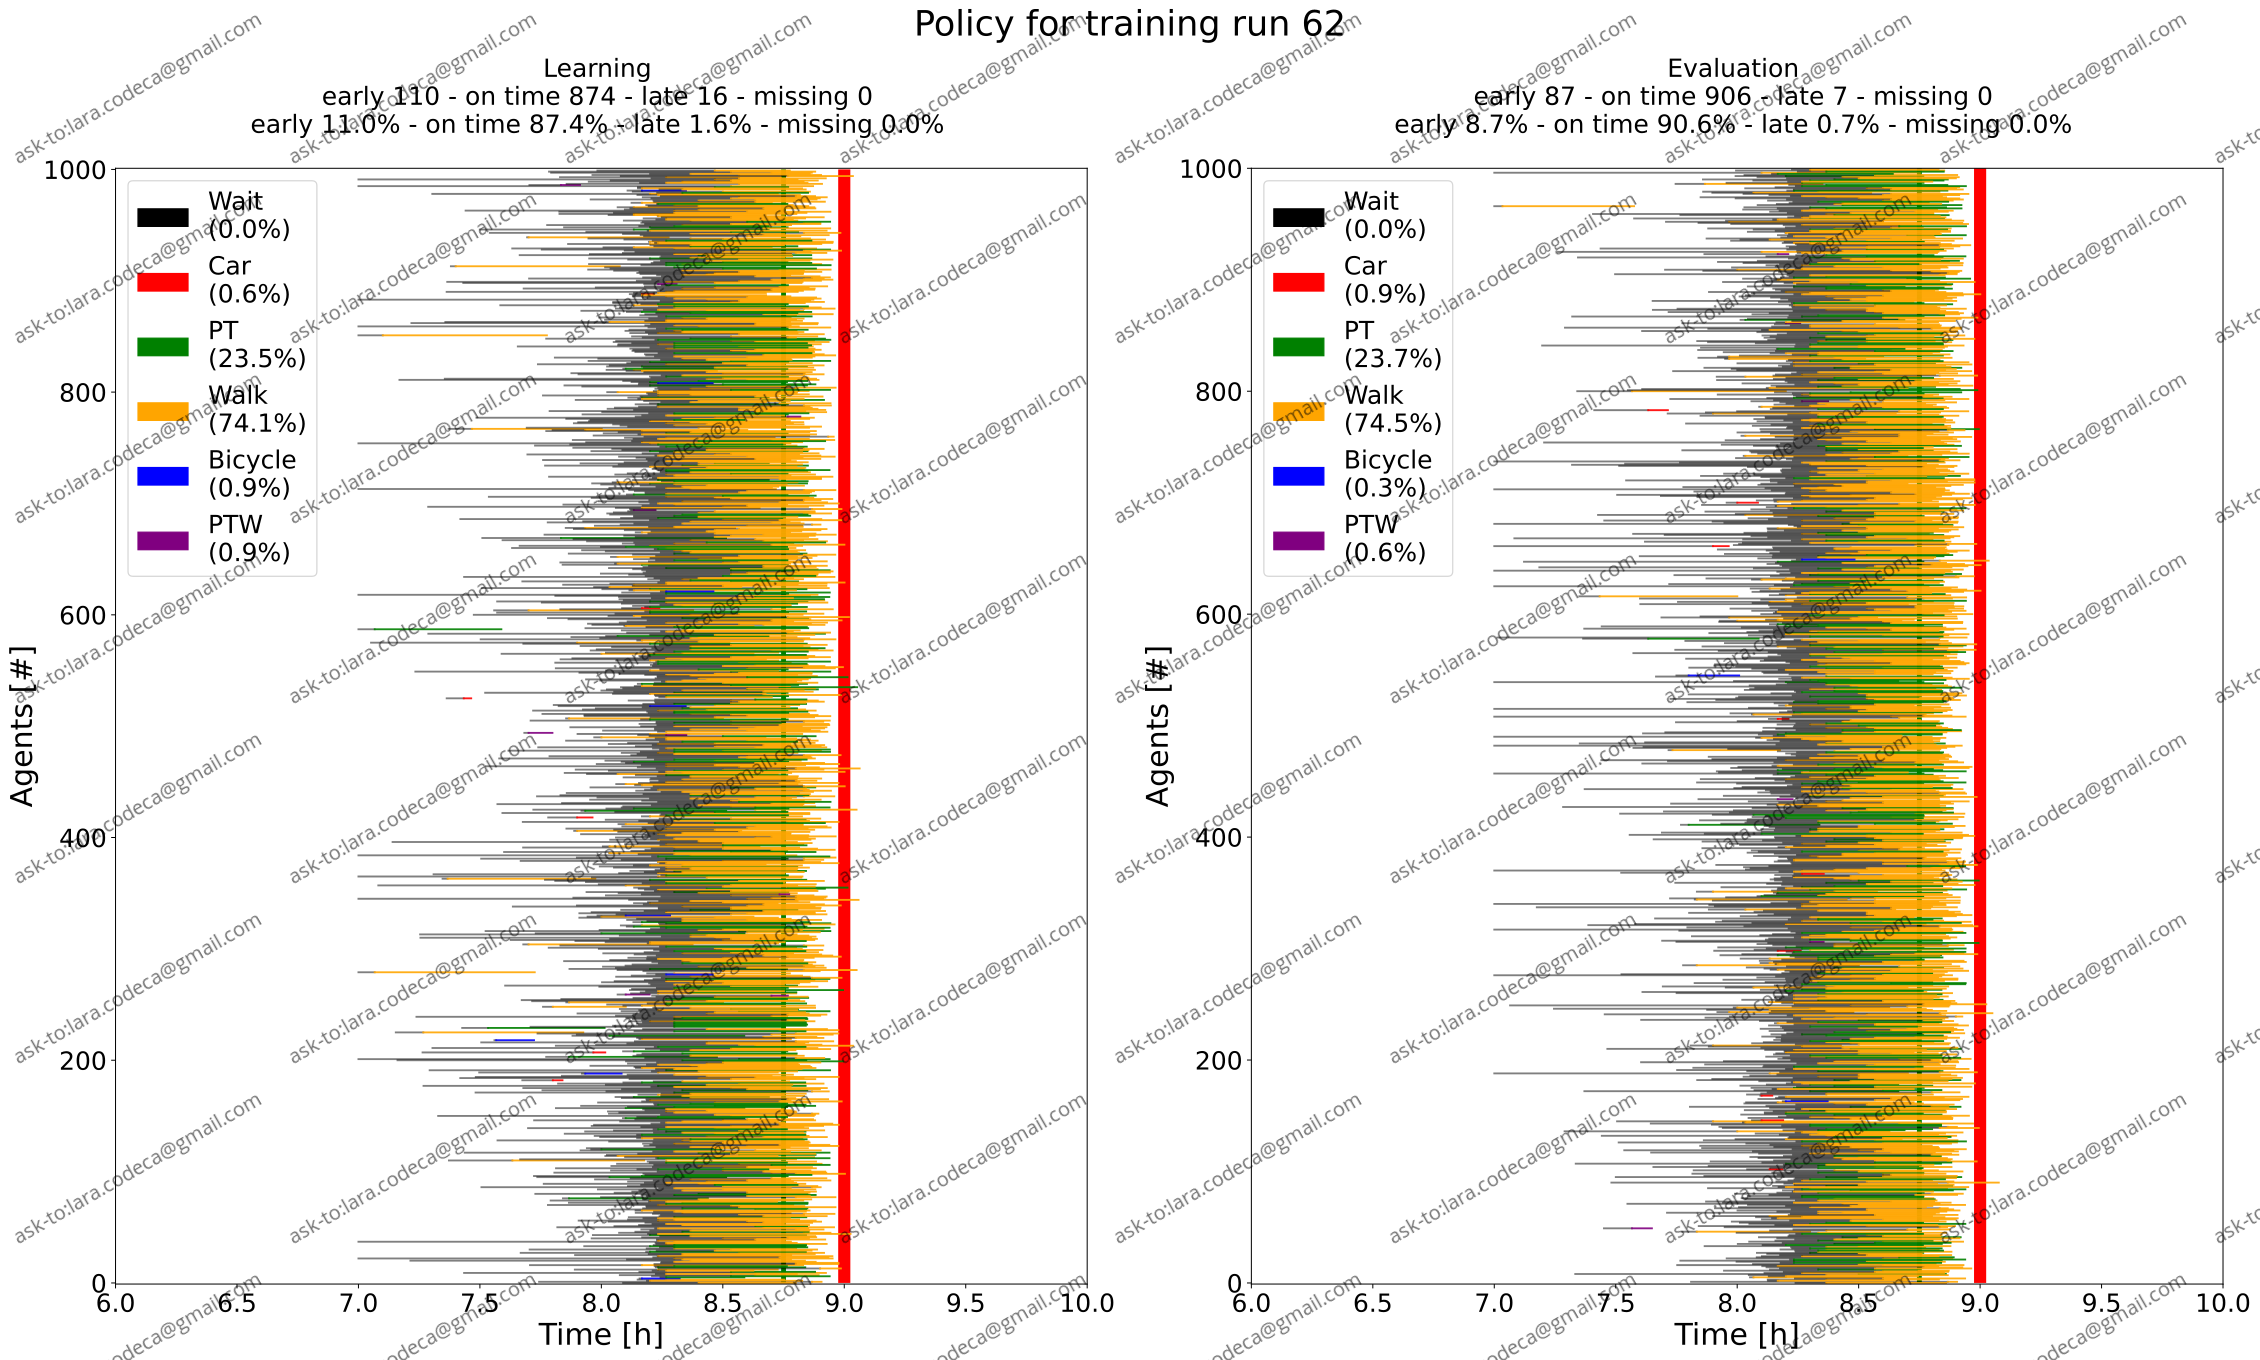 Policy for training run 62
Learning
early 110 - on time 874 - late 16 - missing 0
early 11.0% - on time 87.4% - late 1.6% - missing 0.0%
1000
800
600
400
200
0
Agents [#]
Wait
(0.0%)
Car
(0.6%)
PT
(23.5%)
Walk
(74.1%)
Bicycle
(0.9%)
PTW
(0.9%)
6.0 6.5 7.0 7.5 8.0 8.5 9.0 9.5 10.0
Time [h]
Evaluation
early 87 - on time 906 - late 7 - missing 0
early 8.7% - on time 90.6% - late 0.7% - missing 0.0%
1000
800
600
400
200
0
Agents [#]
Wait
(0.0%)
Car
(0.9%)
PT
(23.7%)
Walk
(74.5%)
Bicycle
(0.3%)
PTW
(0.6%)
6.0 6.5 7.0 7.5 8.0 8.5 9.0 9.5 10.0
Time [h]
ask-to:lara.codeca@gmail.com